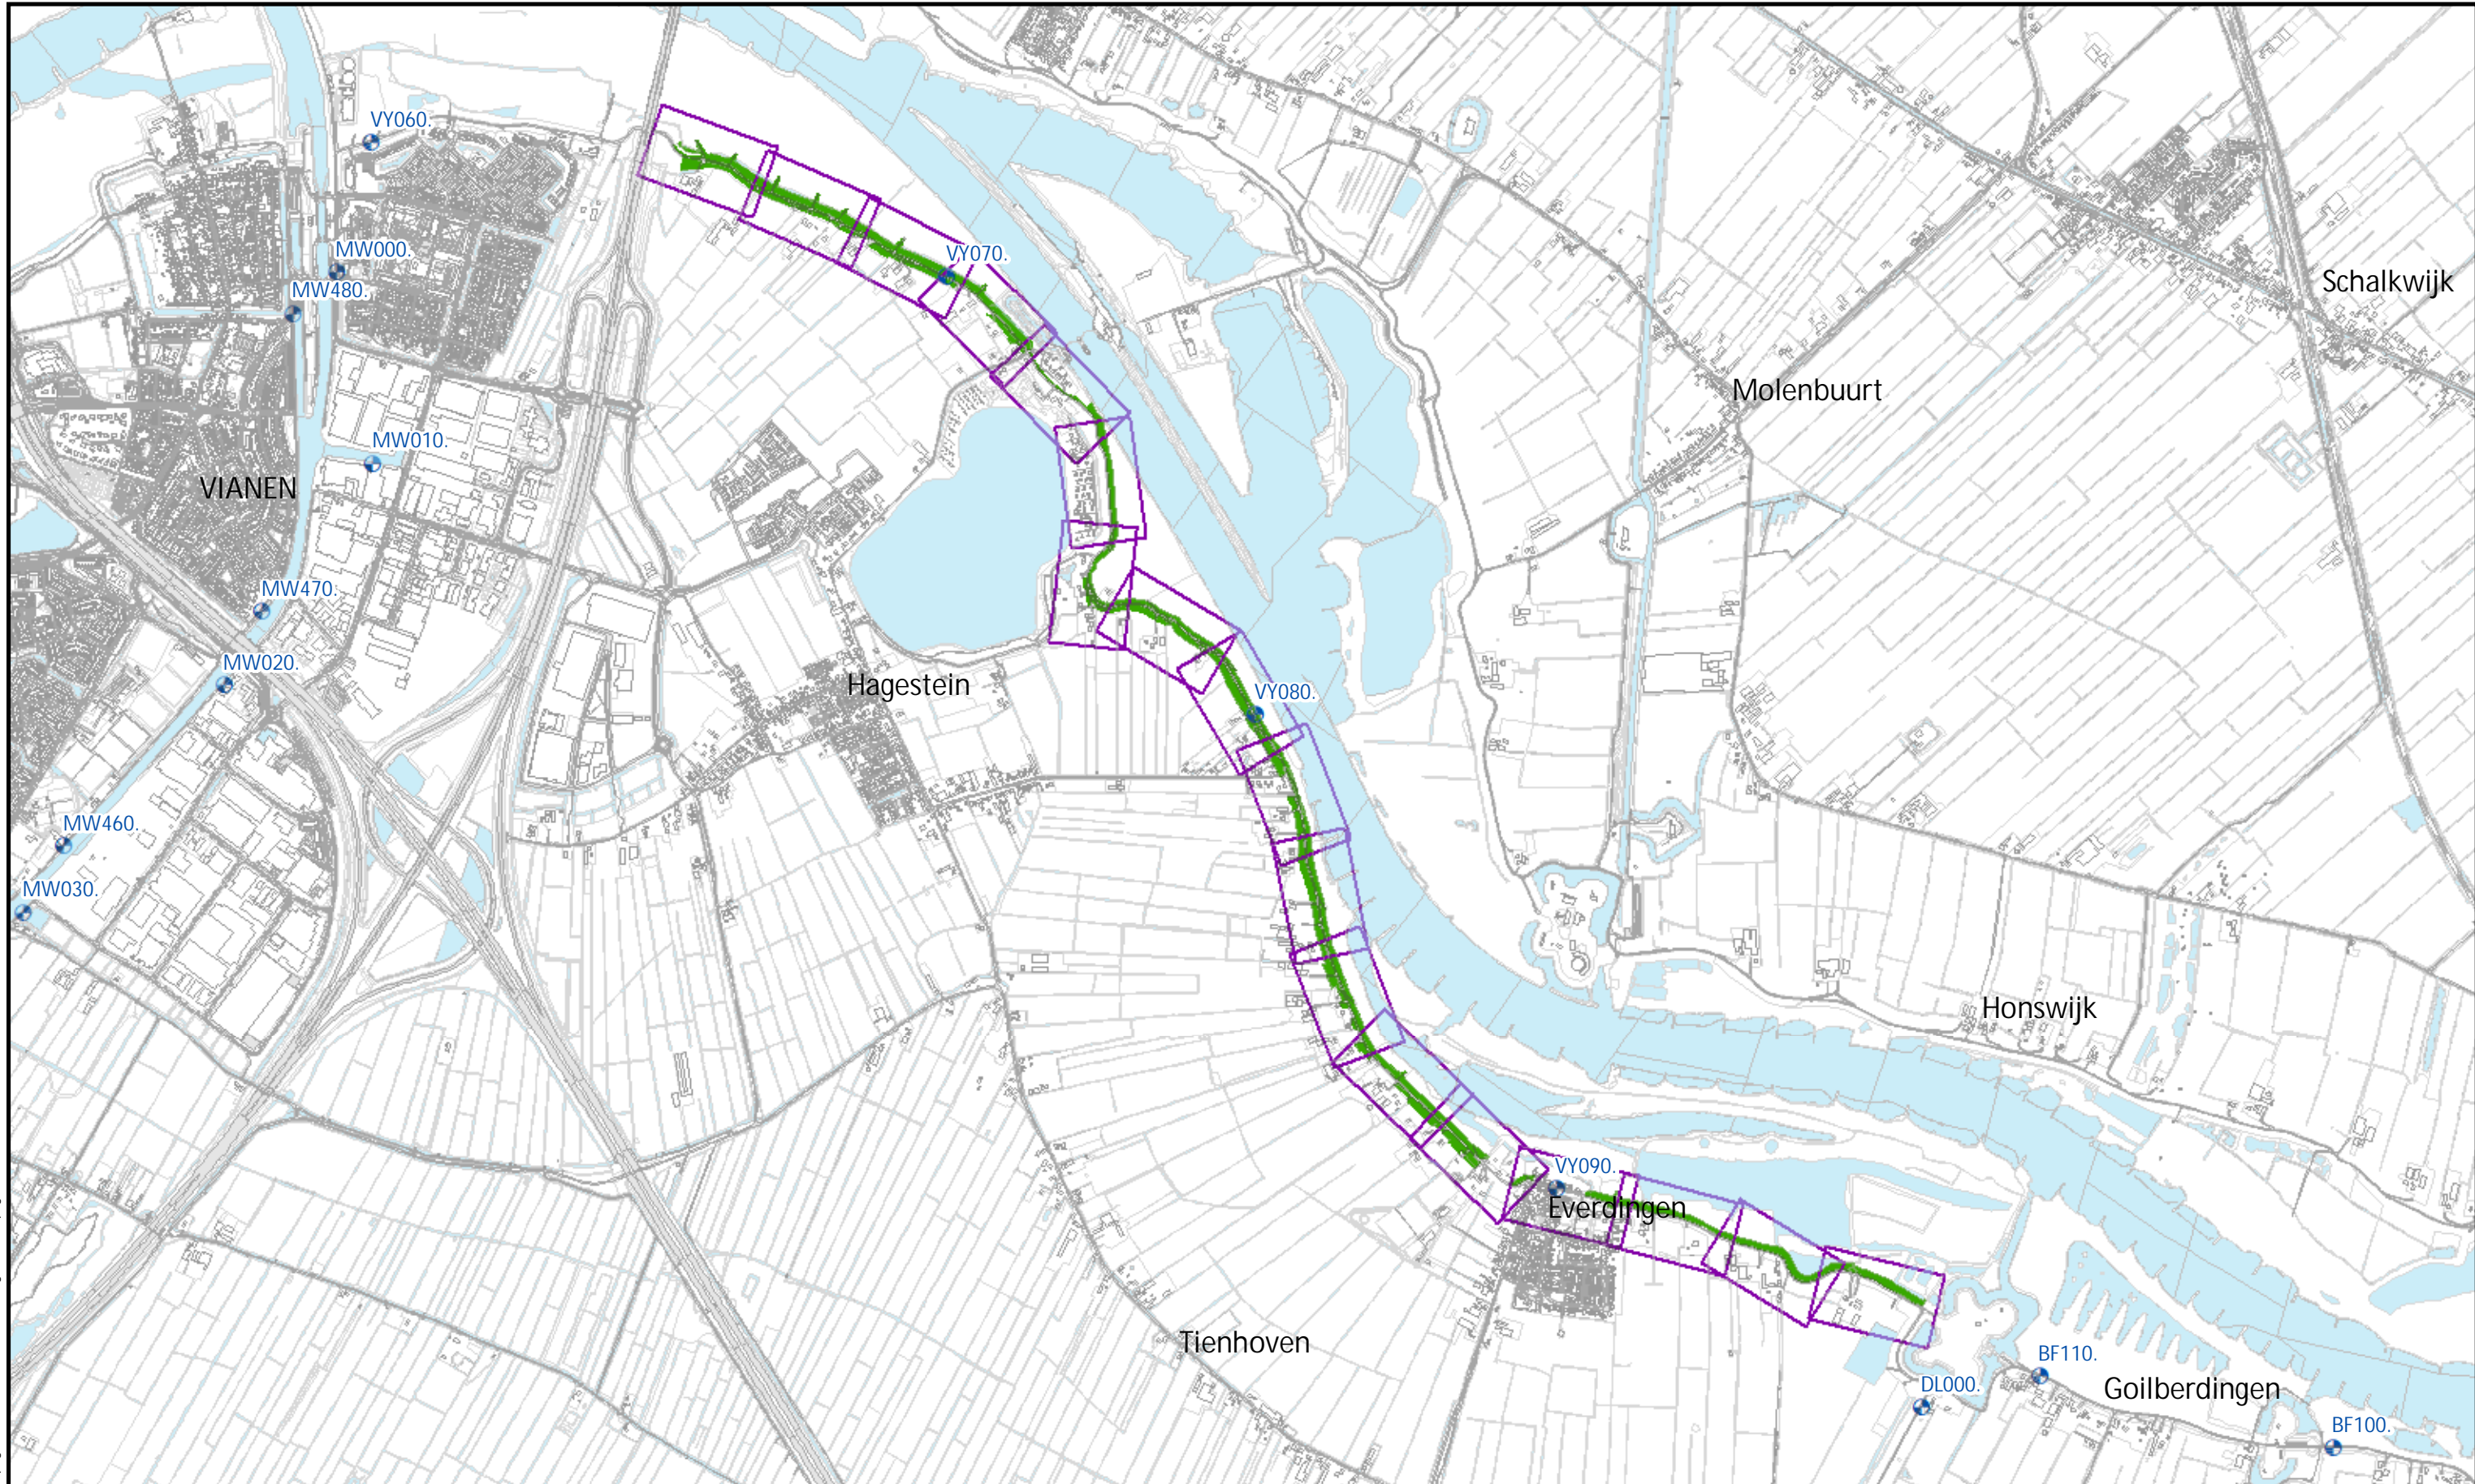 VY060.
VY070.
MW000.
MW480.
Schalkwijk
Molenbuurt
MW010.
VIANEN
MW470.
MW020.
Hagestein
VY080.
MW460.
MW030.
Honswijk
VY090.
Everdingen
Tienhoven
BF110.
DL000.
Goilberdingen
BF100.